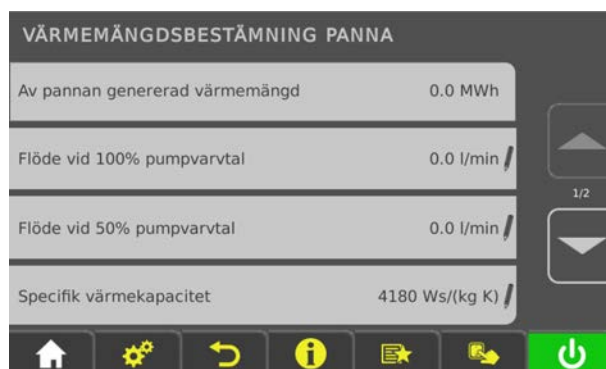 VÄRMEMÄNGDSBESTÄMNING PANNA
Av pannan genererad värmemängd 0.0 MWh
Flöde vid 100% pumpvarvtal 0.0 l/min
1/2
Flöde vid 50% pumpvarvtal 0.0 l/min
Specifik värmekapacitet 4180 Ws/(kg K)